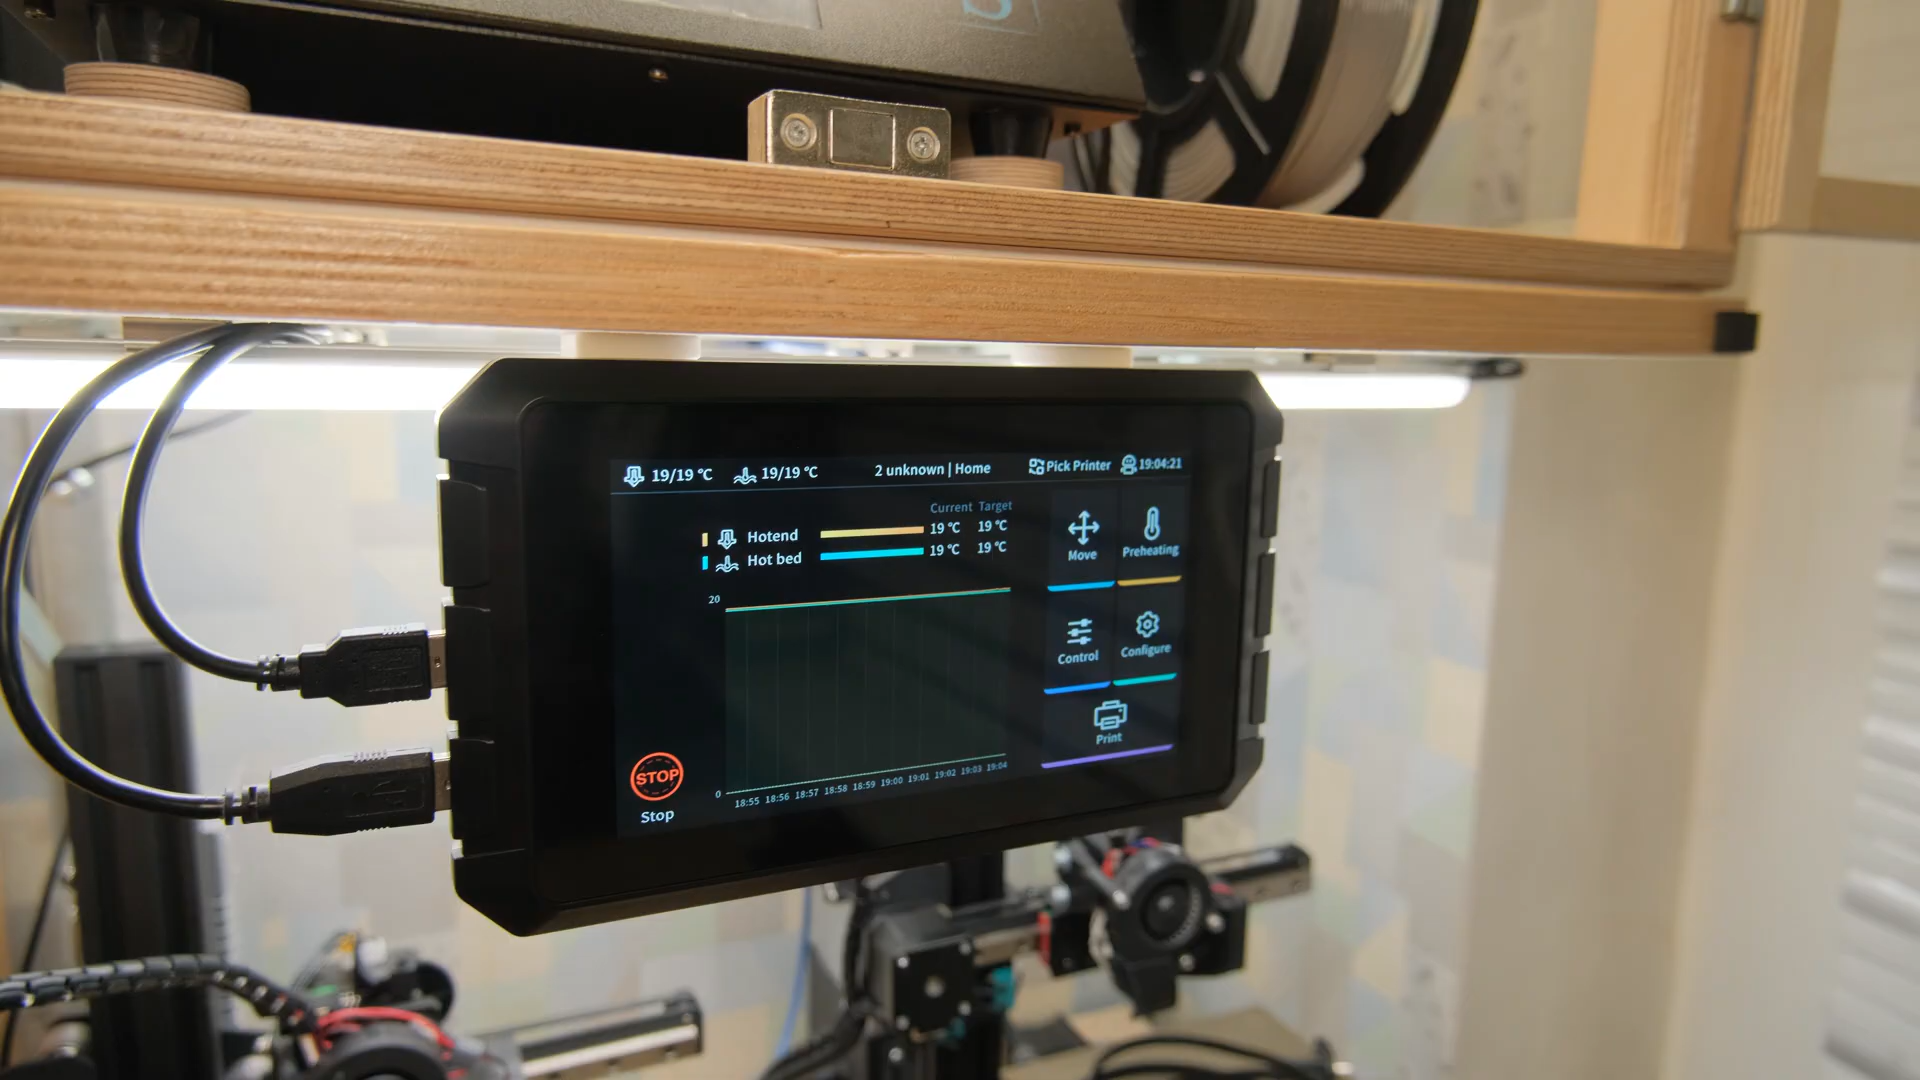 19/19 °C 19/19 °C 2 unknown | Home Pick Printer 19:04:21
Current Target
Hotend 19 °C 19 °C
Hot bed 19 °C 19 °C
20
0
18:55 18:56 18:57 18:58 18:59 19:00 19:01 19:02 19:03 19:04
STOP
Stop
Move
Preheating
Control
Configure
Print
S